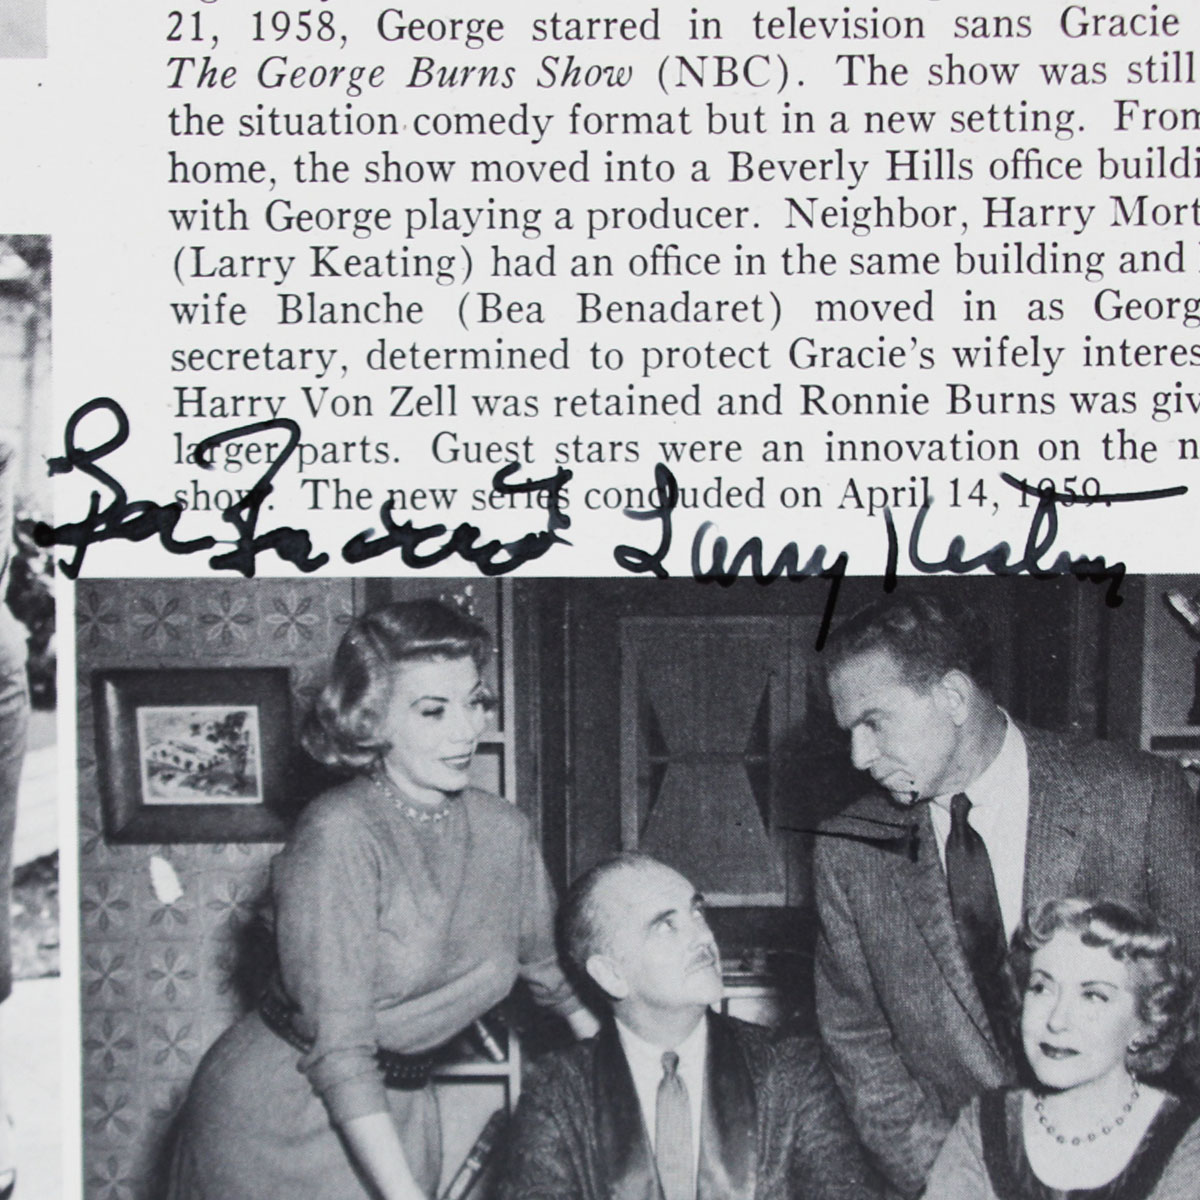 21, 1958, George starred in television sans Gracie
The George Burns Show (NBC). The show was still
the situation comedy format but in a new setting. From
home, the show moved into a Beverly Hills office buildi
with George playing a producer. Neighbor, Harry Mort
(Larry Keating) had an office in the same building and
wife Blanche (Bea Benadaret) moved in as Georg
secretary, determined to protect Gracie's wifely interes
Harry Von Zell was retained and Ronnie Burns was giv
larger parts. Guest stars were an innovation on the n
show. The new series concluded on April 14, 1959.
Larry Keating